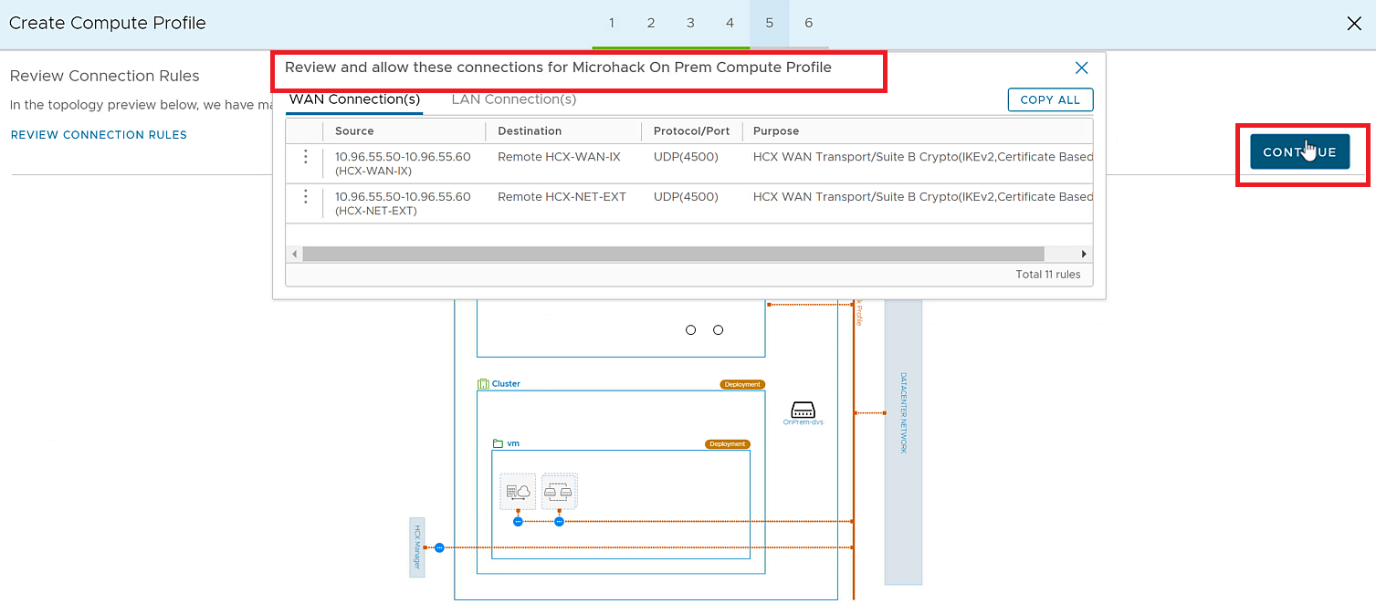 Create Compute Profile
1 2 3 4 5 6
Review Connection Rules
In the topology preview below, we have
REVIEW CONNECTION RULES
Review and allow these connections for Microhack On Prem Compute Profile
WAN Connection(s) LAN Connection(s)
COPY ALL
CONTINUE
Source Destination Protocol/Port Purpose
10.96.55.50-10.96.55.60 Remote HCX-WAN-IX UDP(4500) HCX WAN Transport/Suite B Crypto(IKEv2,Certificate Based
(HCX-WAN-IX)
10.96.55.50-10.96.55.60 Remote HCX-NET-EXT UDP(4500) HCX WAN Transport/Suite B Crypto(IKEv2,Certificate Based
(HCX-NET-EXT)
Total 11 rules
Profile
Cluster Deployment
OnPrem-dvs
DATACENTER NETWORK
vm Deployment
HCX Manager